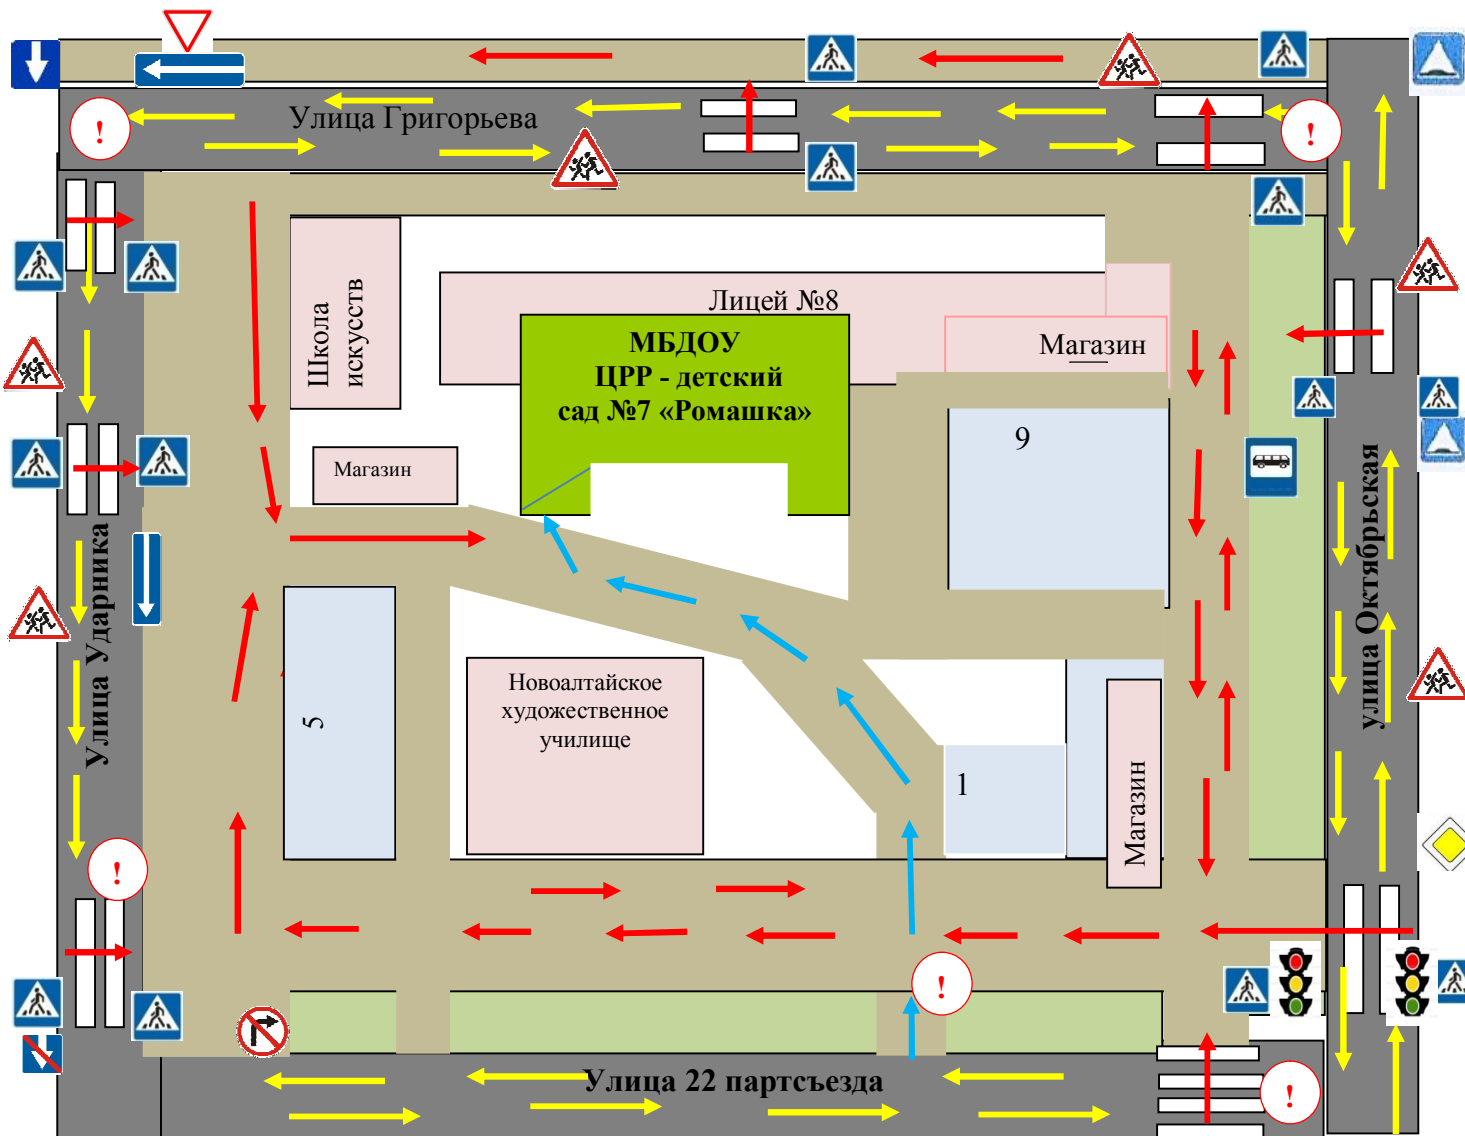 !
Улица Григорьева
!
Школа
искусств
Лицей №8
МБДОУ
ЦРР - детский
сад №7 «Ромашка»
Магазин
9
Магазин
Улица Ударника
улица Октябрьская
5
Новоалтайское
художественное
училище
1
Магазин
!
!
Улица 22 партсъезда
!